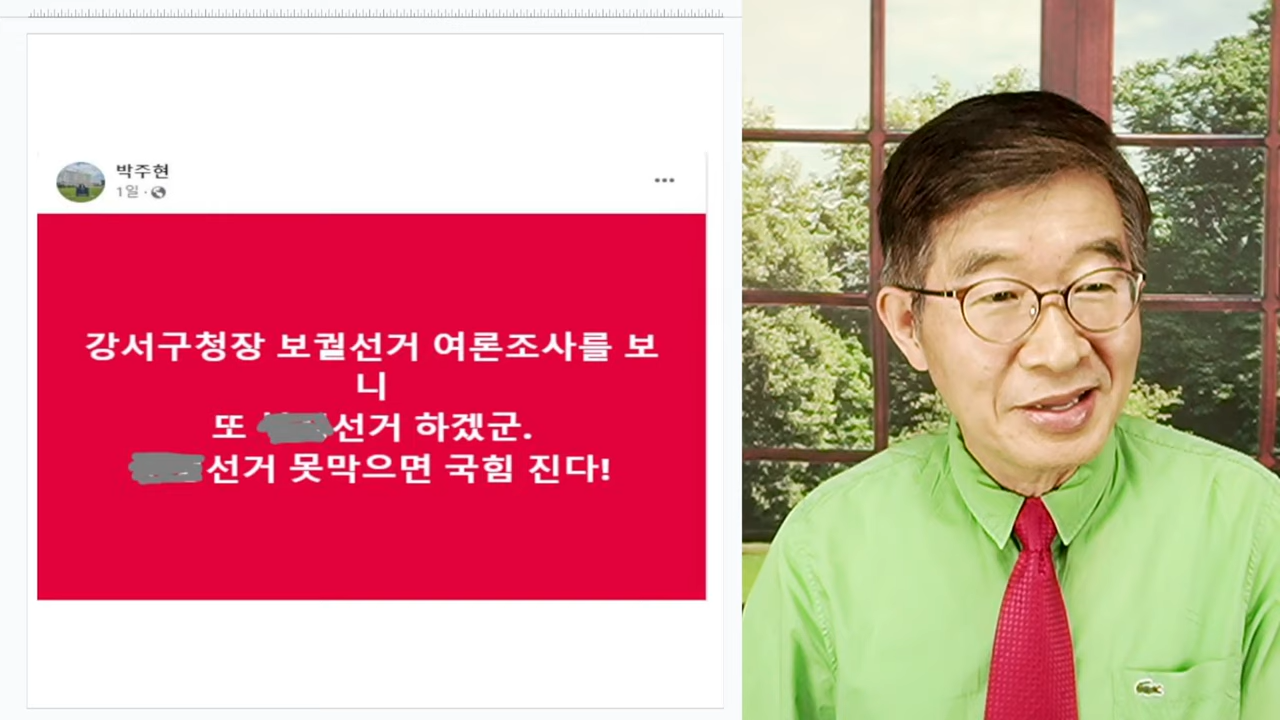 박주현
1일 ·
강서구청장 보궐선거 여론조사를 보
니
또 선거 하겠군.
선거 못막으면 국힘 진다!